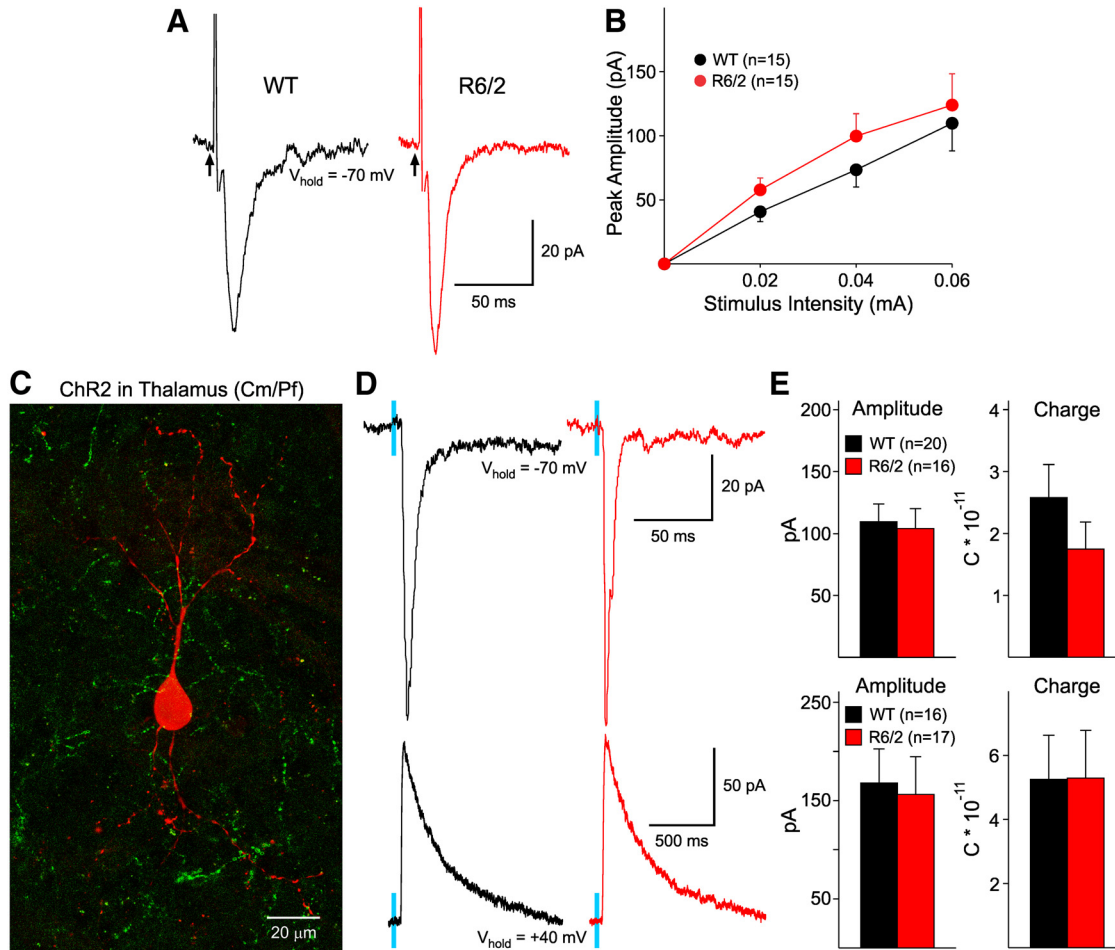 A
WT
R6/2
Vhold = -70 mV
20 pA
50 ms
B
WT (n=15)
R6/2 (n=15)
Peak Amplitude (pA)
150
100
50
0.02
0.04
0.06
Stimulus Intensity (mA)
C
ChR2 in Thalamus (Cm/Pf)
20 μm
D
Vhold = -70 mV
20 pA
50 ms
50 pA
500 ms
Vhold = +40 mV
E
Amplitude
WT (n=20)
R6/2 (n=16)
pA
200
150
100
50
Charge
C * 10-11
4
3
2
1
Amplitude
WT (n=16)
R6/2 (n=17)
pA
250
150
50
Charge
C * 10-11
6
4
2